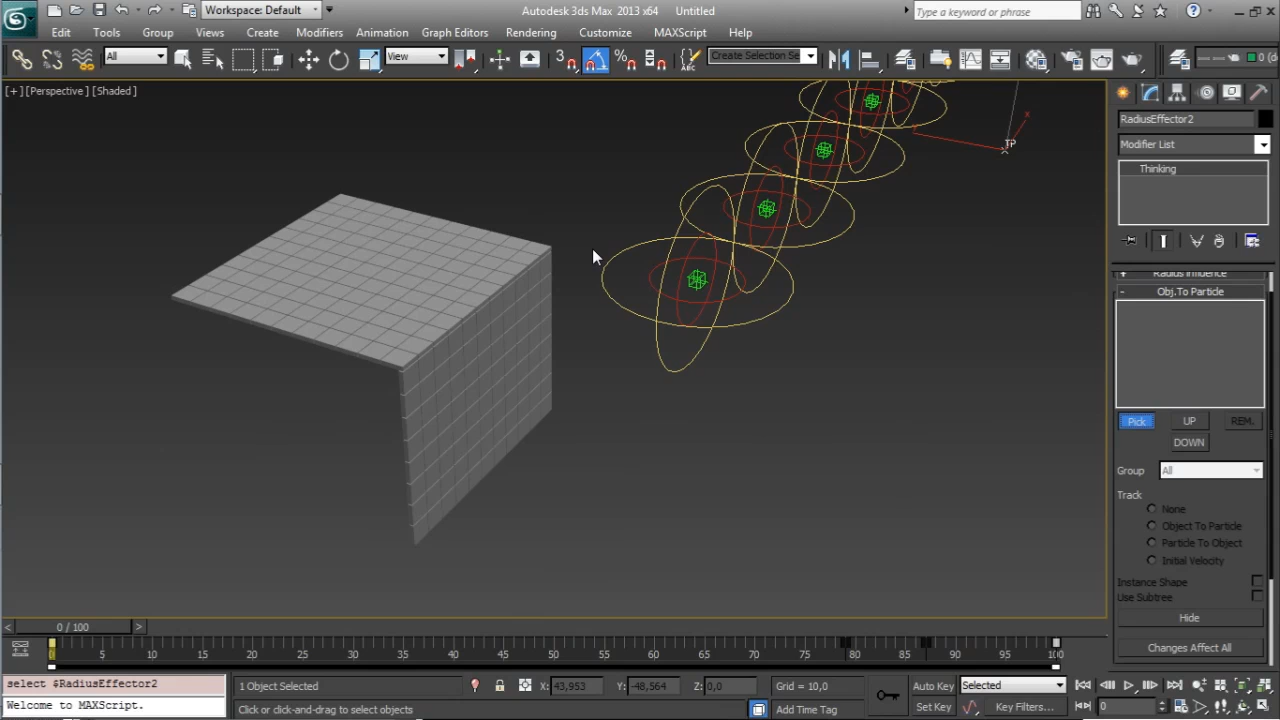 Workspace: Default
Autodesk 3ds Max 2013 x64 Untitled
Type a keyword or phrase
Edit Tools Group Views Create Modifiers Animation Graph Editors Rendering Customize MAXScript Help
All
View
3
Create Selection Se
0 (d
[+] [Perspective] [Shaded]
TP
x
RadiusEffector2
Modifier List
Thinking
+ Radius Influence
- Obj.To Particle
Pick UP REM.
DOWN
Group All
Track
None
Object To Particle
Particle To Object
Initial Velocity
Instance Shape
Use Subtree
Hide
Changes Affect All
< 0 / 100 >
0 5 10 15 20 25 30 35 40 45 50 55 60 65 70 75 80 85 90 95 100
select $RadiusEffector2
Welcome to MAXScript.
1 Object Selected
X: 43,953 Y: -48,564 Z: 0,0 Grid = 10,0
Click or click-and-drag to select objects
Add Time Tag
Auto Key Selected
Set Key Key Filters...
0